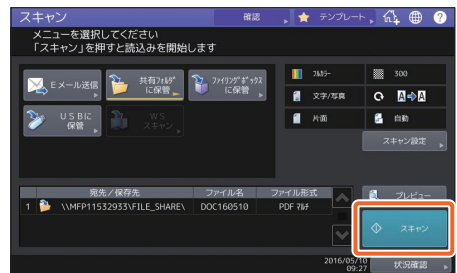 スキャン
確認
テンプレート
メニューを選択してください
「スキャン」を押すと読込みを開始します
Eメール送信
共有ﾌｫﾙﾀﾞ
に保管
ﾌｧｲﾘﾝｸﾞﾎﾞｯｸｽ
に保管
USBに
保管
WS
スキャン
ﾌﾙｶﾗｰ
300
文字/写真
A
A
片面
自動
スキャン設定
宛先/保存先
ファイル名
ファイル形式
1
\\MFP11532933\FILE_SHARE\
DOC160510
PDF ﾏﾙﾁ
プレビュー
スキャン
2016/05/10
09:27
状況確認